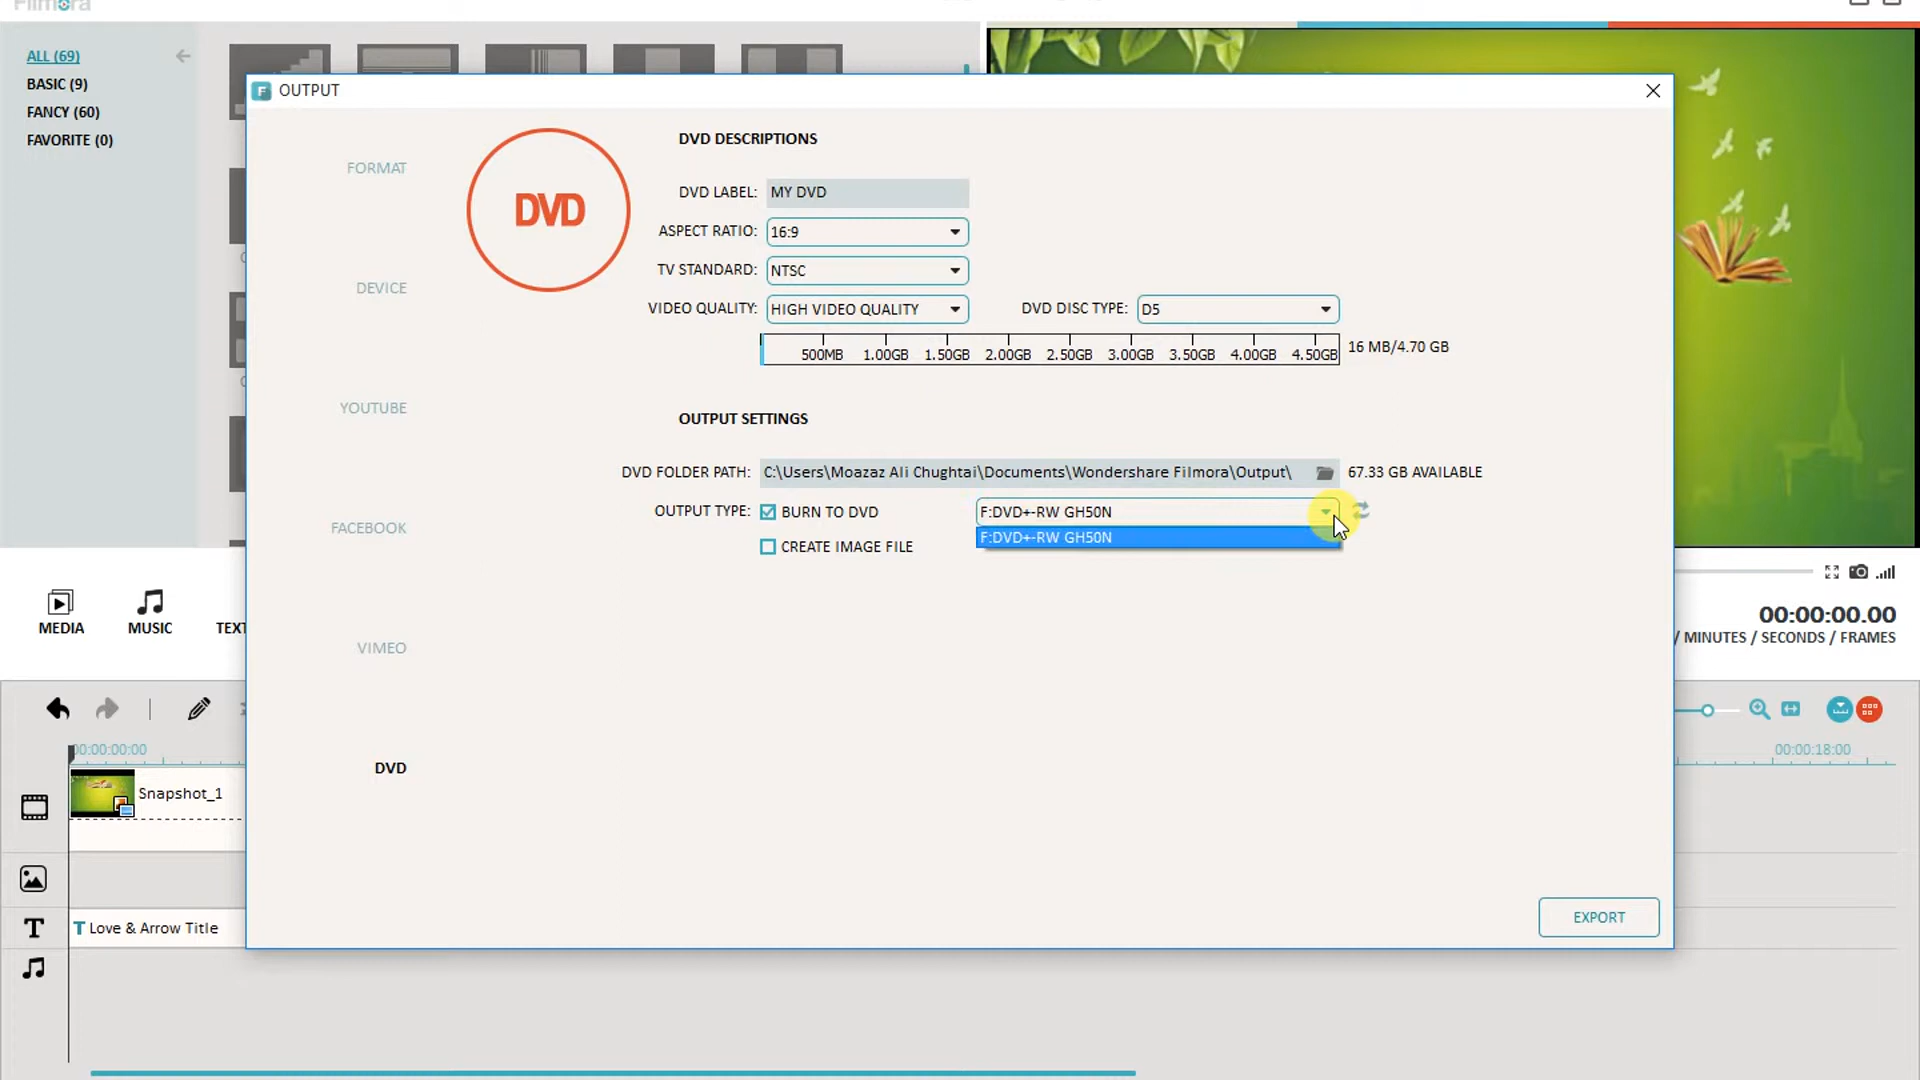 Filmora
ALL (69)
BASIC (9)
FANCY (60)
FAVORITE (0)
OUTPUT
FORMAT
DEVICE
YOUTUBE
FACEBOOK
VIMEO
DVD
DVD
DVD DESCRIPTIONS
DVD LABEL: MY DVD
ASPECT RATIO: 16:9
TV STANDARD: NTSC
VIDEO QUALITY: HIGH VIDEO QUALITY DVD DISC TYPE: D5
500MB 1.00GB 1.50GB 2.00GB 2.50GB 3.00GB 3.50GB 4.00GB 4.50GB 16 MB/4.70 GB
OUTPUT SETTINGS
DVD FOLDER PATH: C:\Users\Moazaz Ali Chughtai\Documents\Wondershare Filmora\Output\ 67.33 GB AVAILABLE
OUTPUT TYPE: BURN TO DVD F:DVD+-RW GH50N
F:DVD+-RW GH50N
CREATE IMAGE FILE
EXPORT
MEDIA MUSIC TEXT
00:00:00.00
/ MINUTES / SECONDS / FRAMES
00:00:00:00 00:00:18:00
Snapshot_1
T T Love & Arrow Title